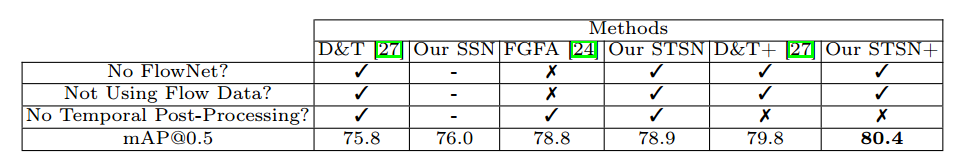 Methods
D&T [27] Our SSN FGFA [24] Our STSN D&T+ [27] Our STSN+
No FlowNet? ✓ - ✗ ✓ ✓ ✓
Not Using Flow Data? ✓ - ✗ ✓ ✓ ✓
No Temporal Post-Processing? ✓ - ✓ ✓ ✗ ✗
mAP@0.5 75.8 76.0 78.8 78.9 79.8 80.4